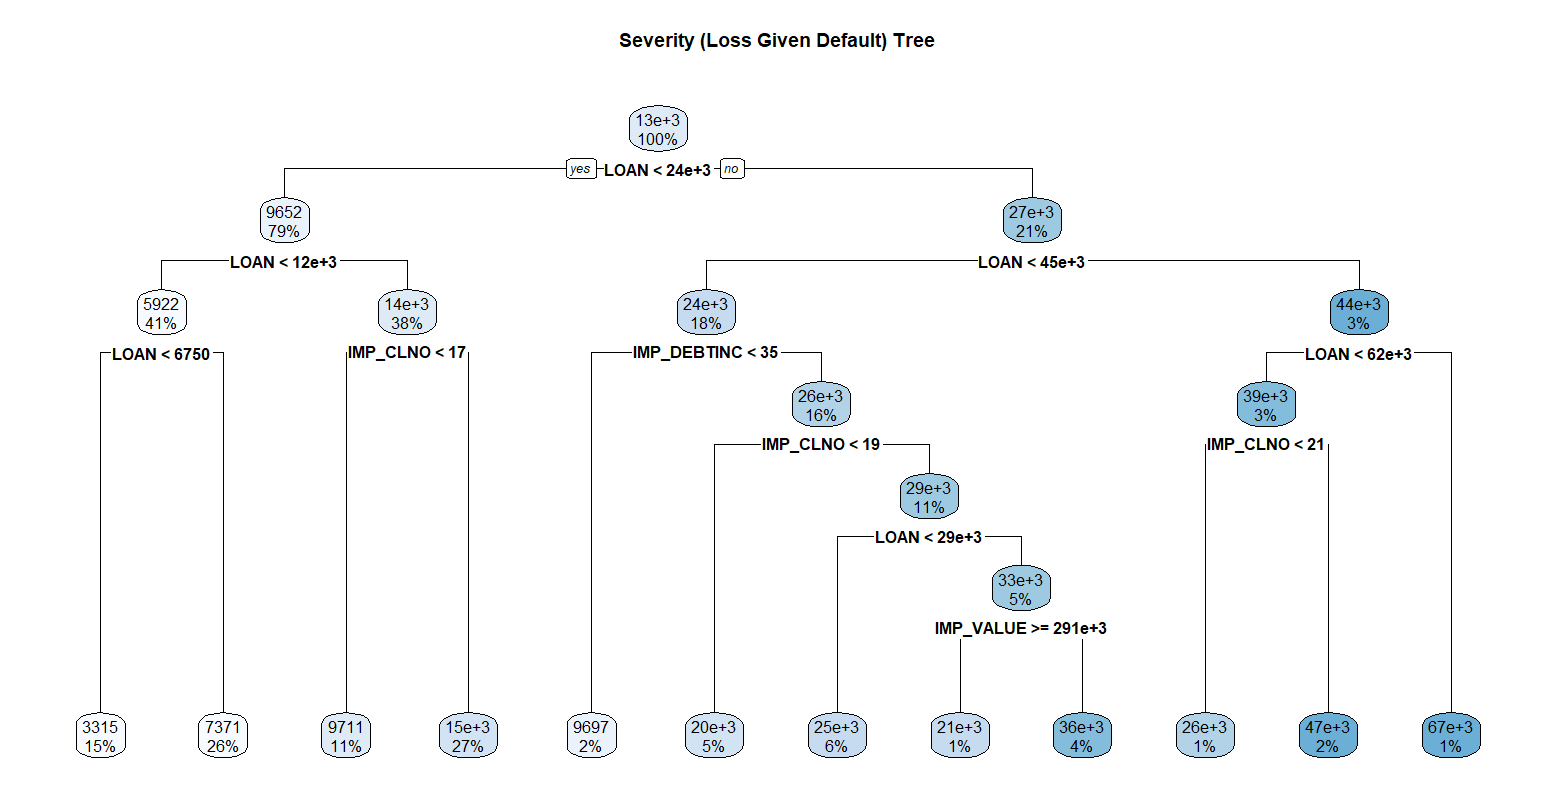 Severity (Loss Given Default) Tree
13e+3
100%
yes
LOAN < 24e+3
no
9652
79%
27e+3
21%
LOAN < 12e+3
LOAN < 45e+3
5922
41%
14e+3
38%
24e+3
18%
44e+3
3%
LOAN < 6750
IMP_CLNO < 17
IMP_DEBTINC < 35
LOAN < 62e+3
26e+3
16%
39e+3
3%
IMP_CLNO < 19
IMP_CLNO < 21
29e+3
11%
LOAN < 29e+3
33e+3
5%
IMP_VALUE >= 291e+3
3315
15%
7371
26%
9711
11%
15e+3
27%
9697
2%
20e+3
5%
25e+3
6%
21e+3
1%
36e+3
4%
26e+3
1%
47e+3
2%
67e+3
1%